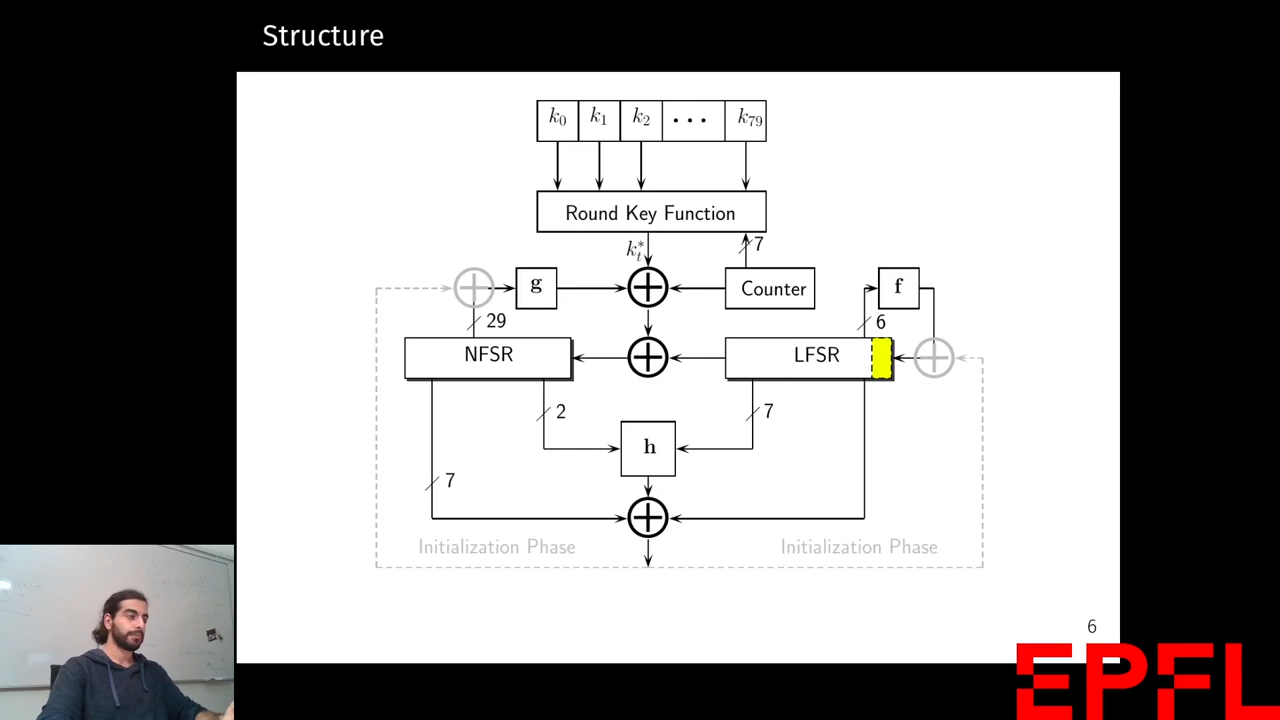 Structure
k0 k1 k2 ... k79
Round Key Function
k*t
7
g
Counter
f
29
6
NFSR
LFSR
2
7
h
7
Initialization Phase
Initialization Phase
6
EPFL